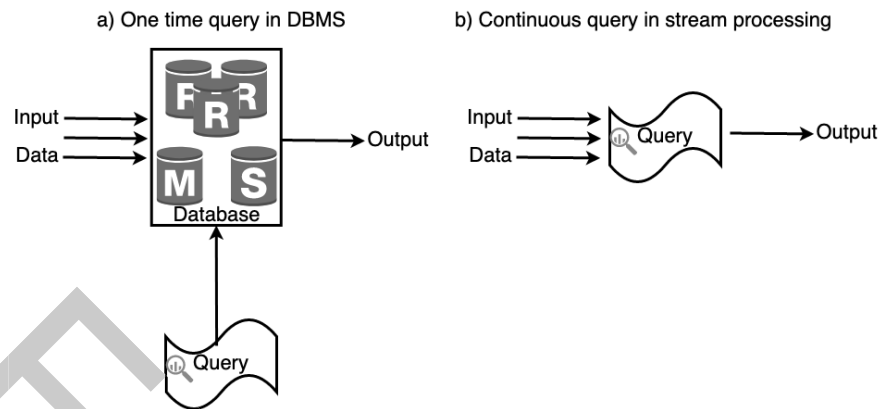 a) One time query in DBMS
Input
Data
R
R
R
M
S
Database
Output
Query
b) Continuous query in stream processing
Input
Data
Query
Output